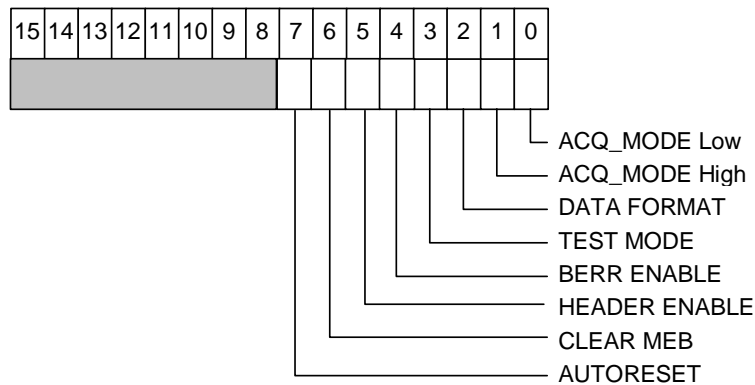 15 14 13 12 11 10 9 8 7 6 5 4 3 2 1 0
ACQ_MODE Low
ACQ_MODE High
DATA FORMAT
TEST MODE
BERR ENABLE
HEADER ENABLE
CLEAR MEB
AUTORESET